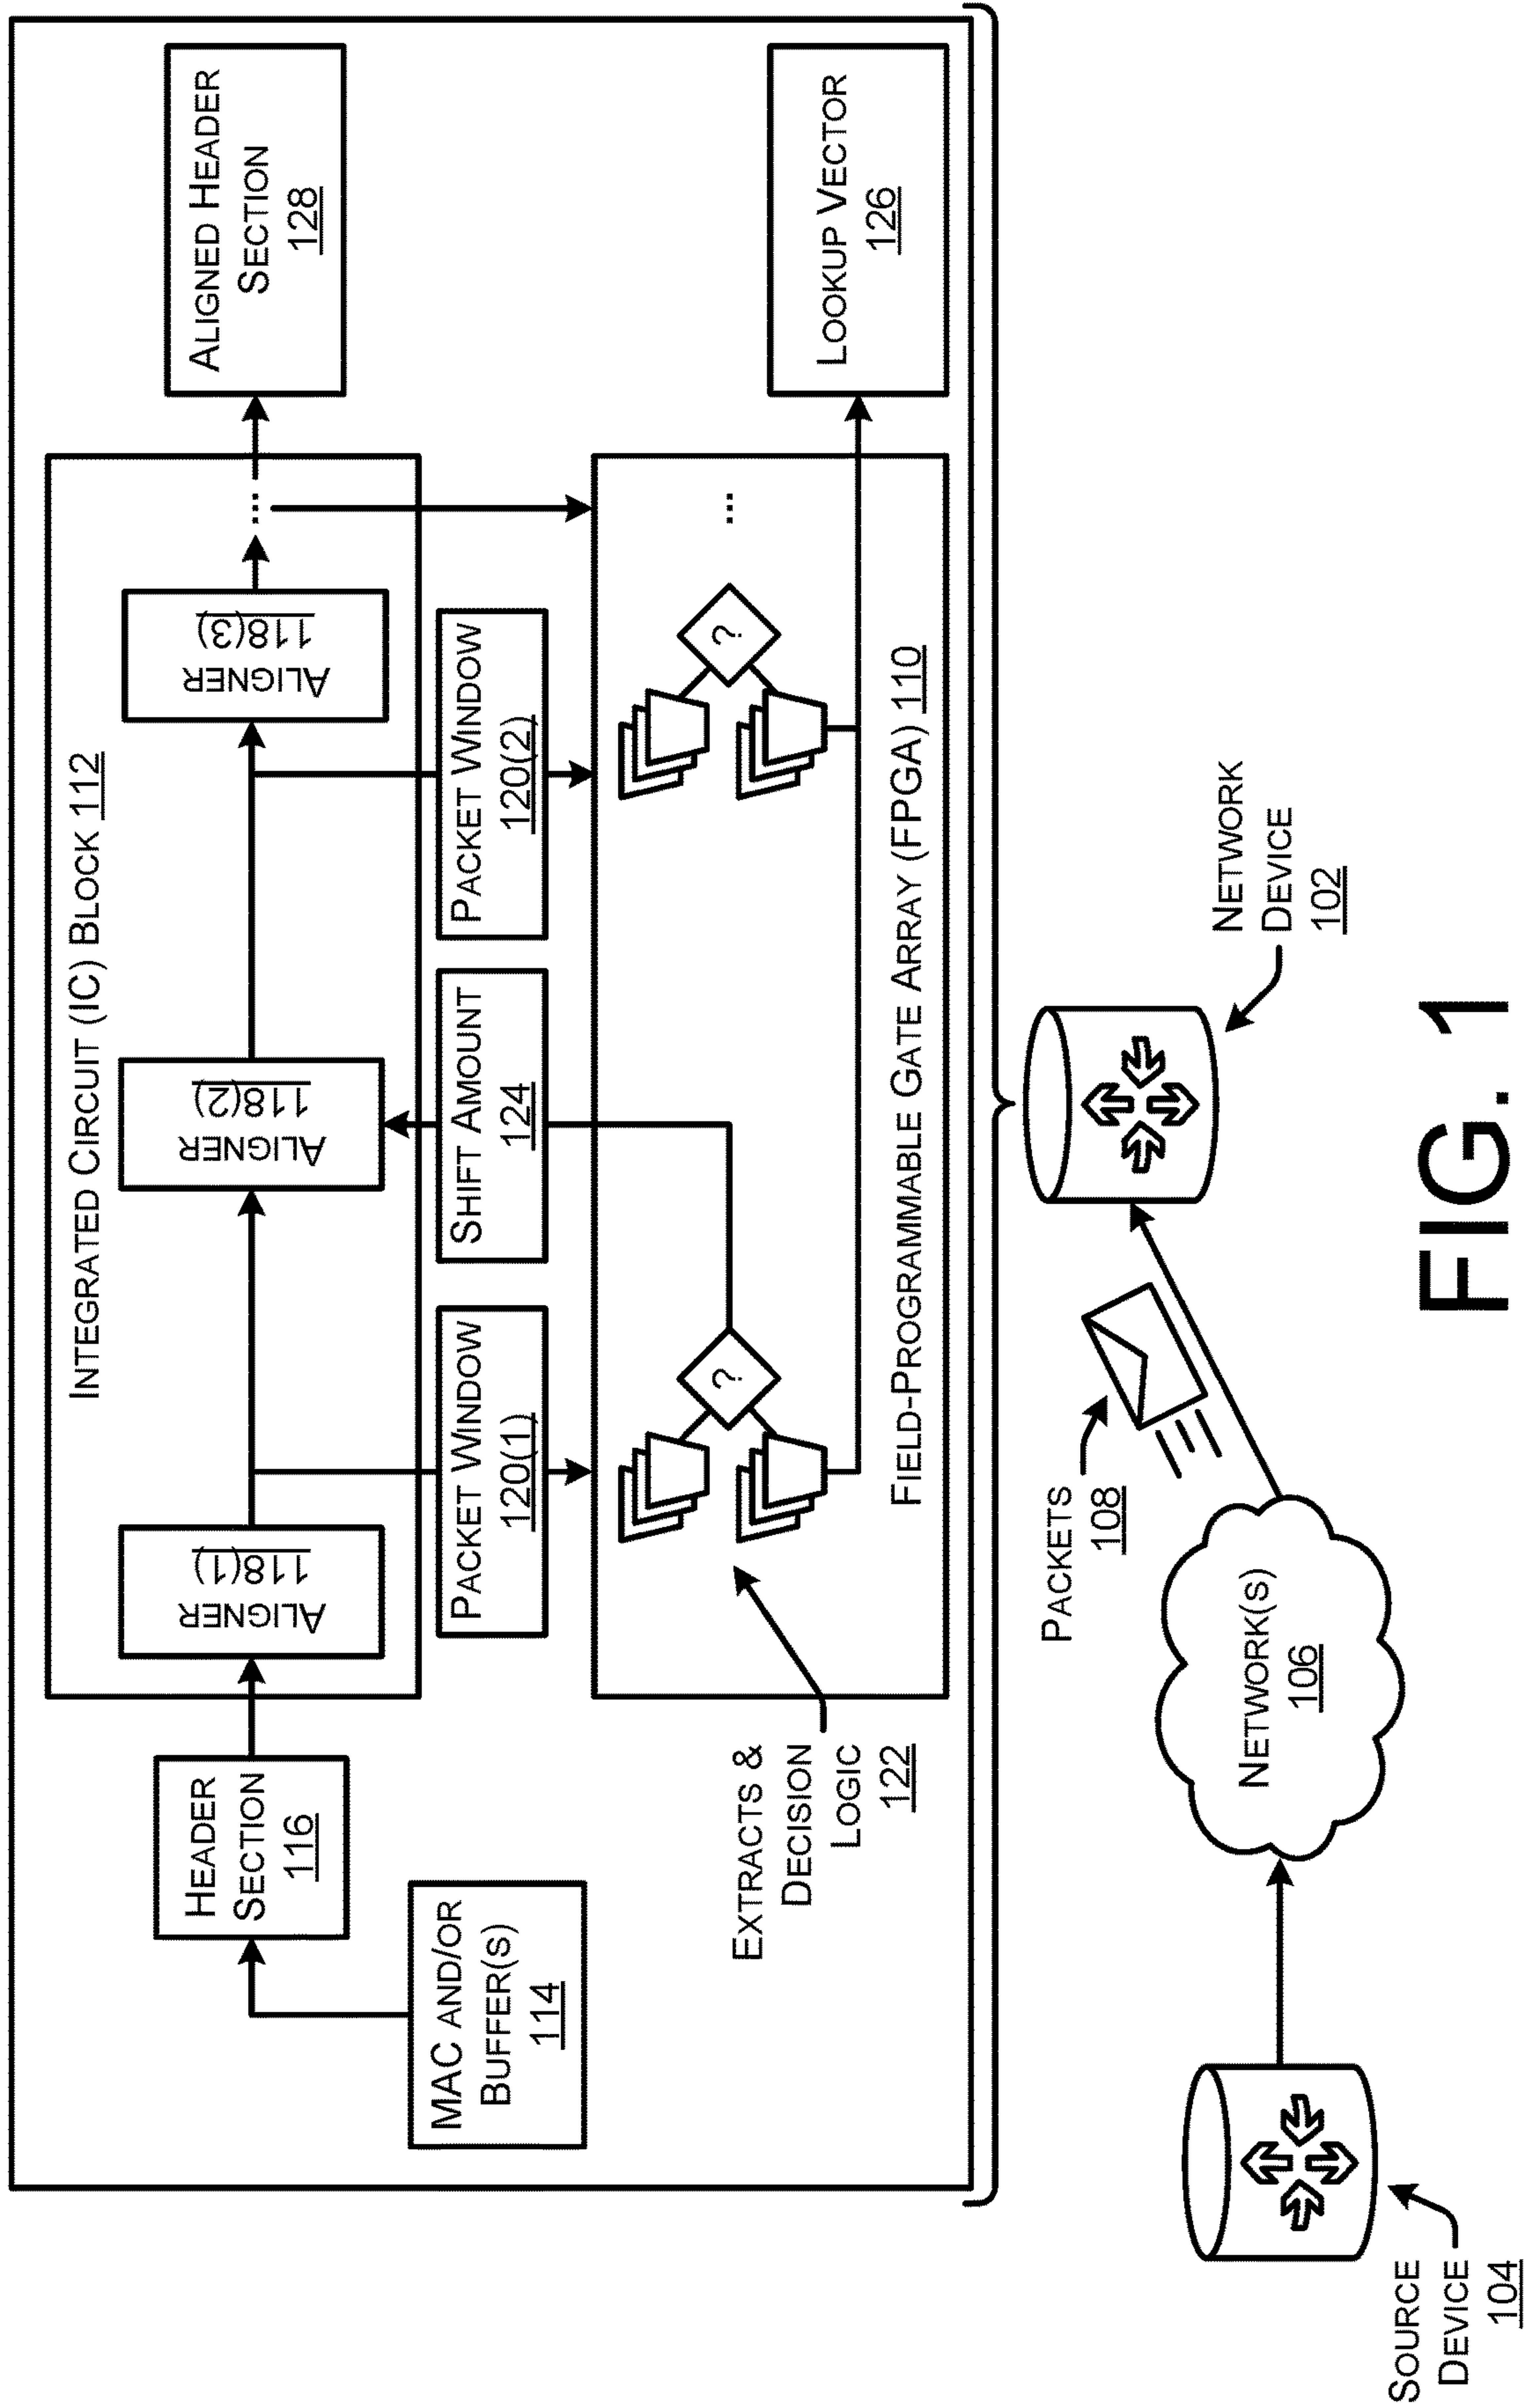 INTEGRATED CIRCUIT (IC) BLOCK 112
HEADER
SECTION
116
ALIGNER
118(1)
ALIGNER
118(2)
ALIGNER
118(3)
...
ALIGNED HEADER
SECTION
128
MAC AND/OR
BUFFER(S)
114
PACKET WINDOW
120(1)
SHIFT AMOUNT
124
PACKET WINDOW
120(2)
EXTRACTS &
DECISION
LOGIC
122
?
?
...
LOOKUP VECTOR
126
FIELD-PROGRAMMABLE GATE ARRAY (FPGA) 110
SOURCE
DEVICE
104
NETWORK(S)
106
PACKETS
108
NETWORK
DEVICE
102
FIG. 1